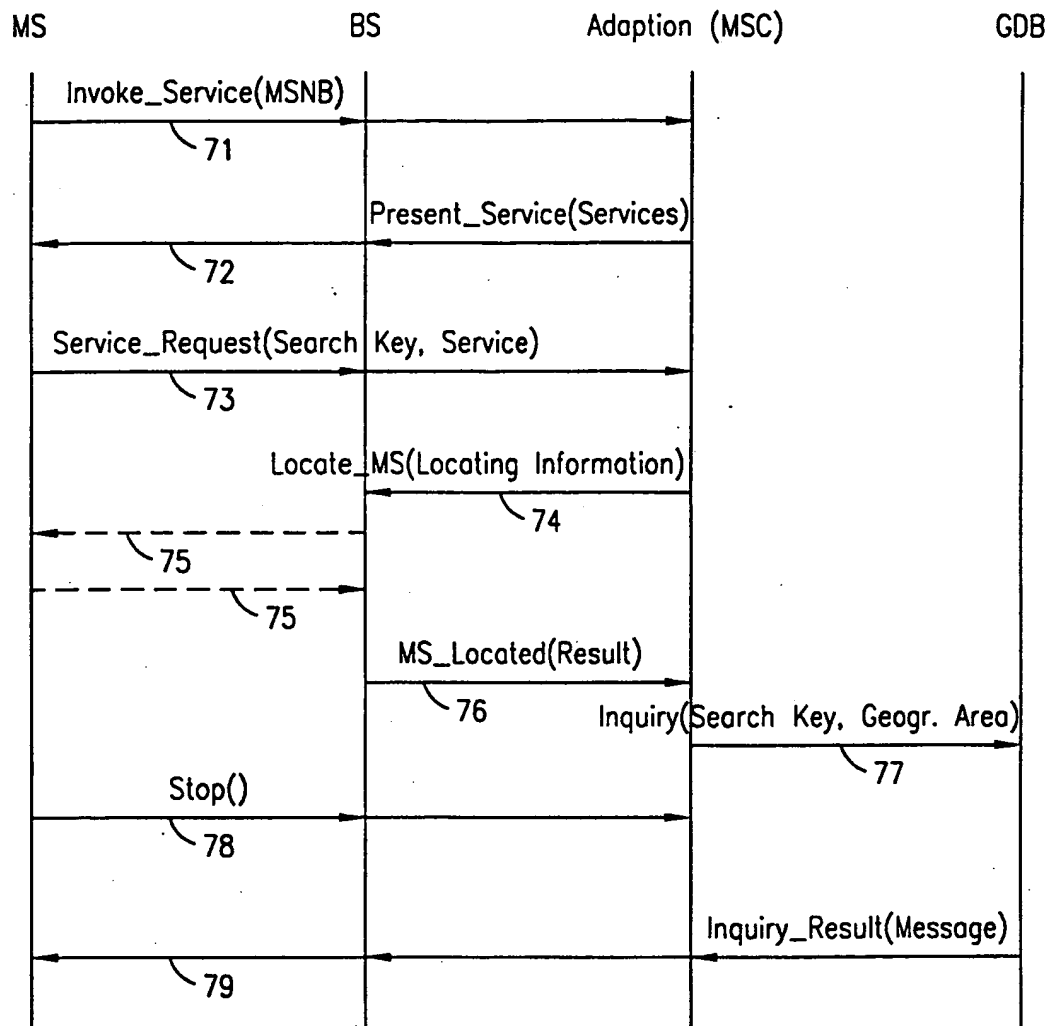 MS BS Adaption (MSC) GDB
Invoke_Service(MSNB)
71
Present_Service(Services)
72
Service_Request(Search Key, Service)
73
Locate_MS(Locating Information)
74
75
75
MS_Located(Result)
76
Inquiry(Search Key, Geogr. Area)
77
Stop()
78
Inquiry_Result(Message)
79